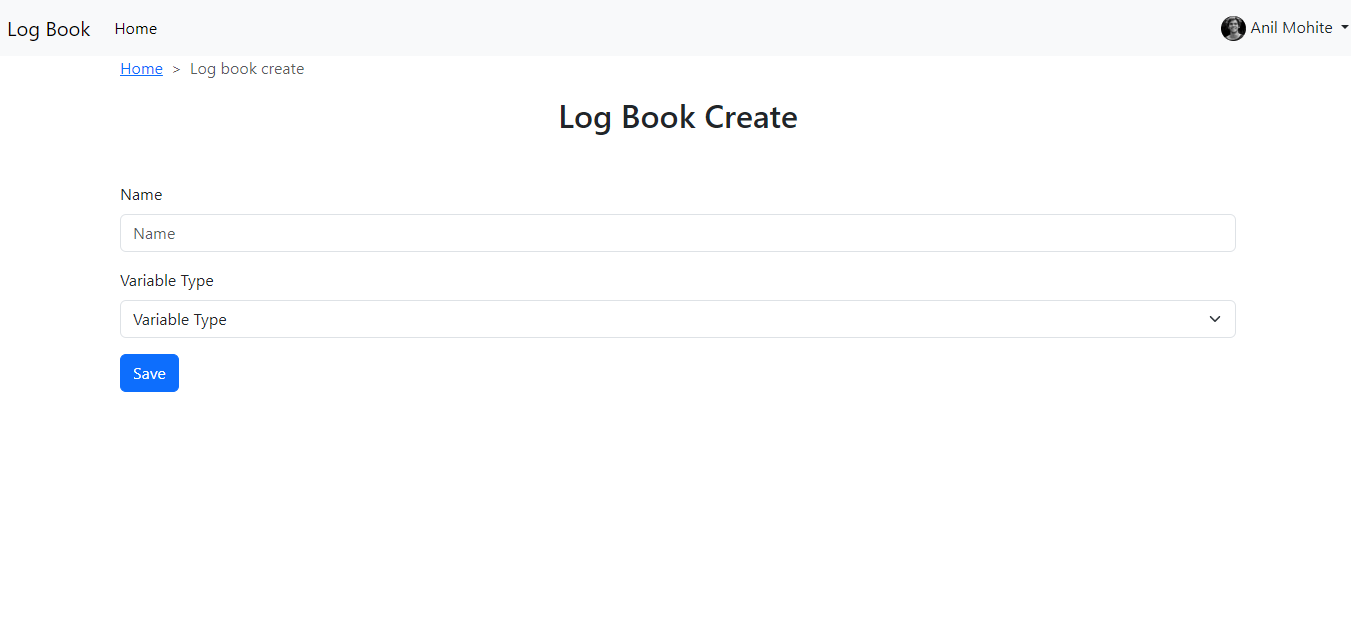 Log Book Home Anil Mohite
Home > Log book create
Log Book Create
Name
Name
Variable Type
Variable Type
Save